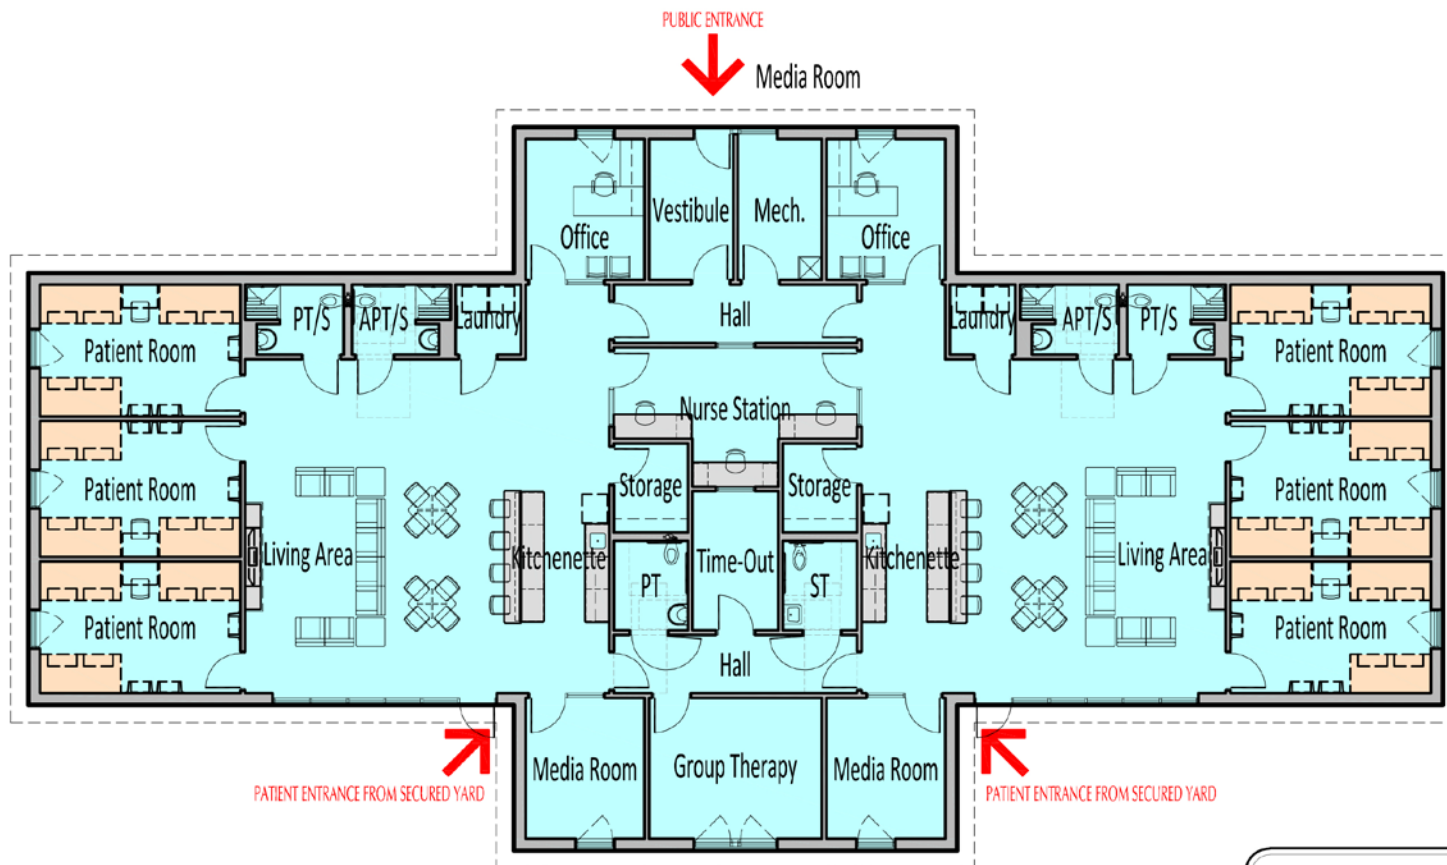 PUBLIC ENTRANCE
Media Room
Office
Vestibule
Mech.
Office
PT/S
APT/S
Laundry
Hall
Laundry
APT/S
PT/S
Patient Room
Patient Room
Nurse Station
Patient Room
Storage
Storage
Patient Room
Living Area
Kitchenette
PT
Time-Out
ST
Kitchenette
Living Area
Patient Room
Hall
Patient Room
Media Room
Group Therapy
Media Room
PATIENT ENTRANCE FROM SECURED YARD
PATIENT ENTRANCE FROM SECURED YARD